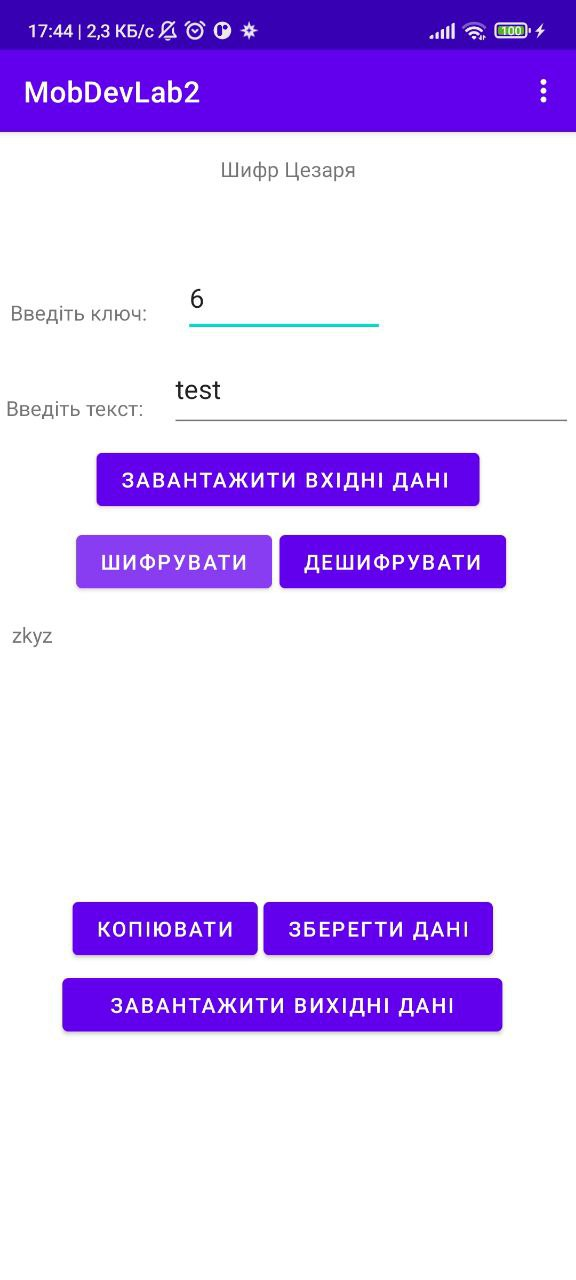 17:44 | 2,3 КБ/с 100
MobDevLab2
Шифр Цезаря
Введіть ключ: 6
Введіть текст: test
ЗАВАНТАЖИТИ ВХІДНІ ДАНІ
ШИФРУВАТИ ДЕШИФРУВАТИ
zkyz
КОПІЮВАТИ ЗБЕРЕГТИ ДАНІ
ЗАВАНТАЖИТИ ВИХІДНІ ДАНІ